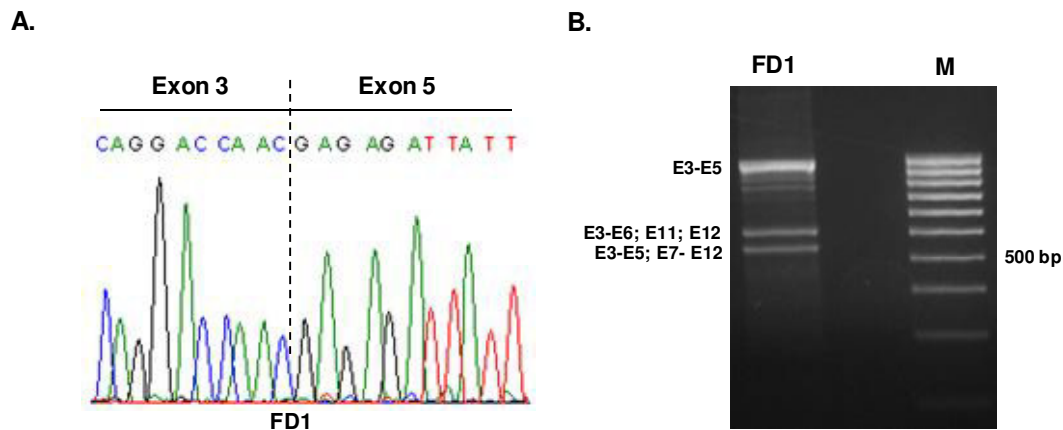 A.
Exon 3 Exon 5
CAGGACCAACGAGAGATTATT
FD1
B.
FD1 M
E3-E5
E3-E6; E11; E12
E3-E5; E7- E12
500 bp